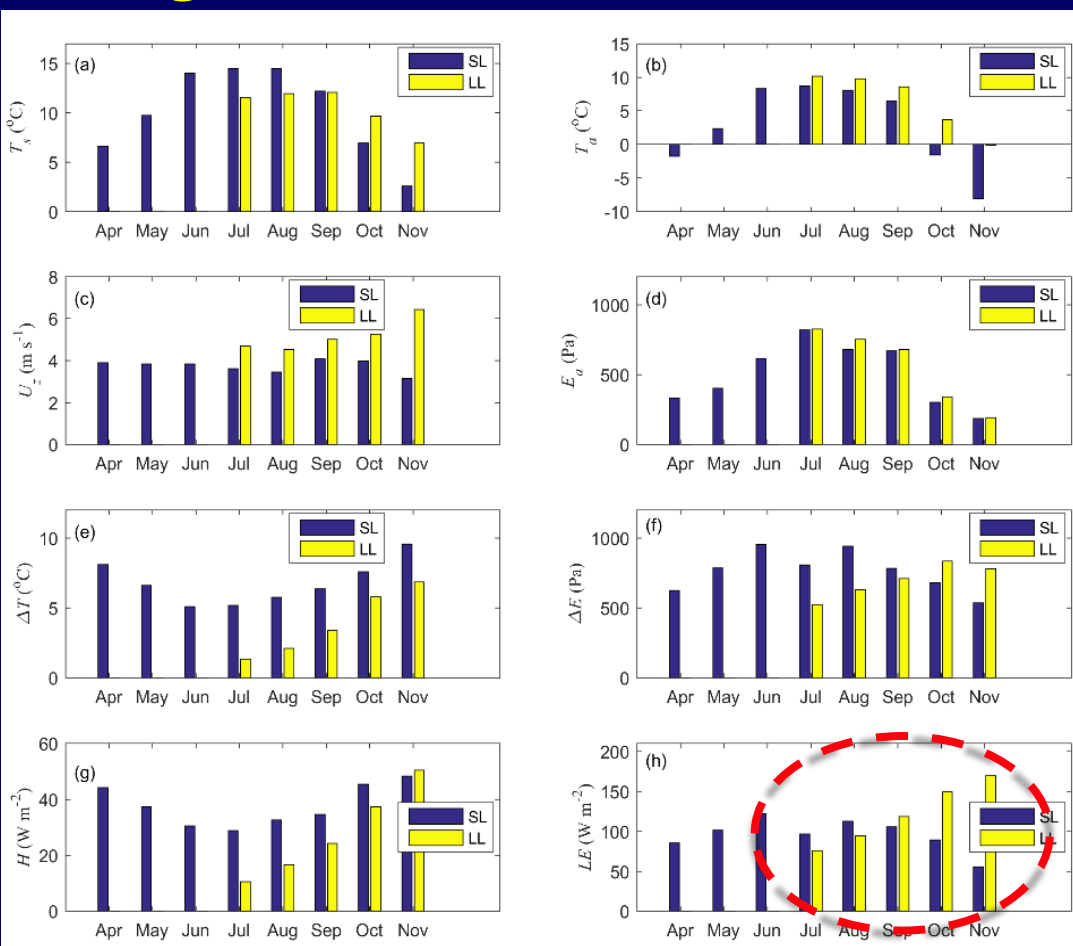 (a)
SL
LL
T_s (°C)
15
10
5
0
Apr May Jun Jul Aug Sep Oct Nov
(b)
SL
LL
T_a (°C)
15
10
5
0
-5
-10
Apr May Jun Jul Aug Sep Oct Nov
(c)
SL
LL
U_z (m s⁻¹)
8
6
4
2
0
Apr May Jun Jul Aug Sep Oct Nov
(d)
SL
LL
E_a (Pa)
1000
500
0
Apr May Jun Jul Aug Sep Oct Nov
(e)
SL
LL
ΔT (°C)
10
5
0
Apr May Jun Jul Aug Sep Oct Nov
(f)
SL
LL
ΔE (Pa)
1000
500
0
Apr May Jun Jul Aug Sep Oct Nov
(g)
SL
LL
H (W m⁻²)
60
40
20
0
Apr May Jun Jul Aug Sep Oct Nov
(h)
SL
LL
LE (W m⁻²)
200
150
100
50
0
Apr May Jun Jul Aug Sep Oct Nov